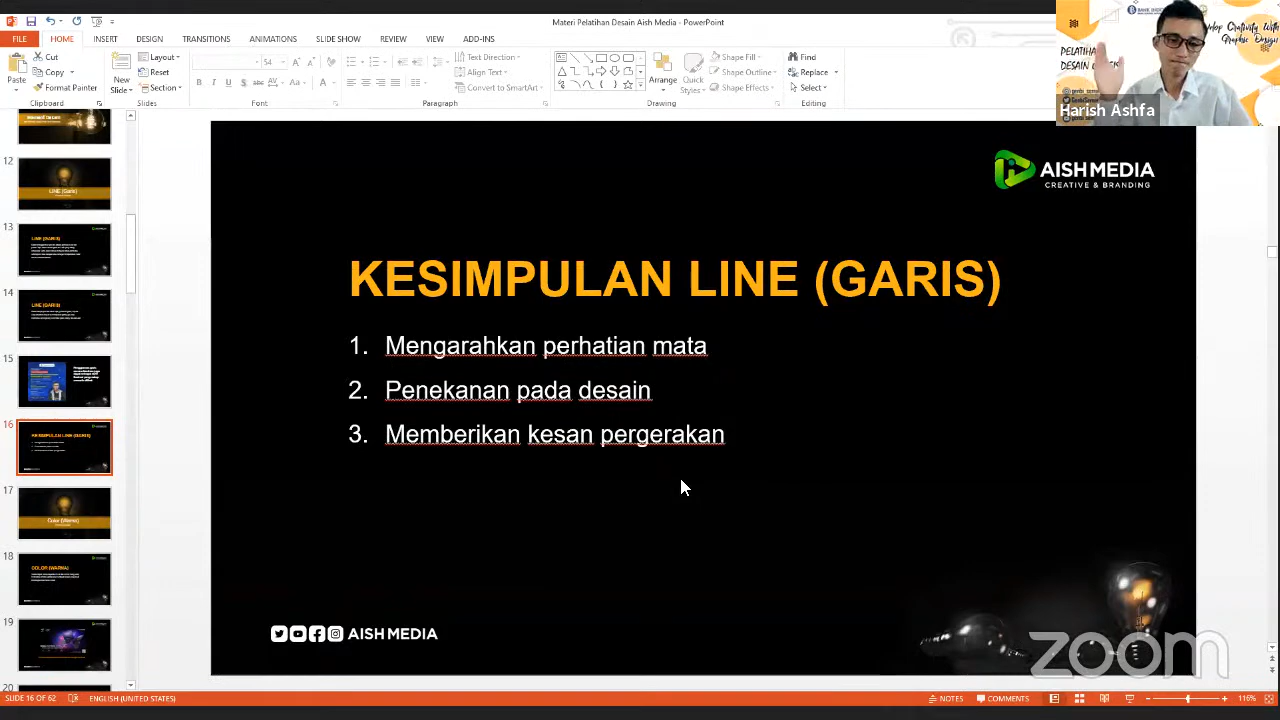 Materi Pelatihan Desain Aish Media - PowerPoint
FILE HOME INSERT DESIGN TRANSITIONS ANIMATIONS SLIDE SHOW REVIEW VIEW ADD-INS
Paste
Cut
Copy
Format Painter
Clipboard
New Slide
Layout
Reset
Section
Slides
54
Font
Text Direction
Align Text
Convert to SmartArt
Paragraph
Arrange
Quick Styles
Shape Fill
Shape Outline
Shape Effects
Drawing
Find
Replace
Select
Editing
Harish Ashfa
12
LINE (Garis)
13
LINE (GARIS)
14
LINE (GARIS)
15
16
KESIMPULAN LINE (GARIS)
17
Color (Warna)
18
COLOR (WARNA)
19
20
AISH MEDIA
CREATIVE & BRANDING
KESIMPULAN LINE (GARIS)
1. Mengarahkan perhatian mata
2. Penekanan pada desain
3. Memberikan kesan pergerakan
AISH MEDIA
zoom
SLIDE 16 OF 62 ENGLISH (UNITED STATES) NOTES COMMENTS 116%